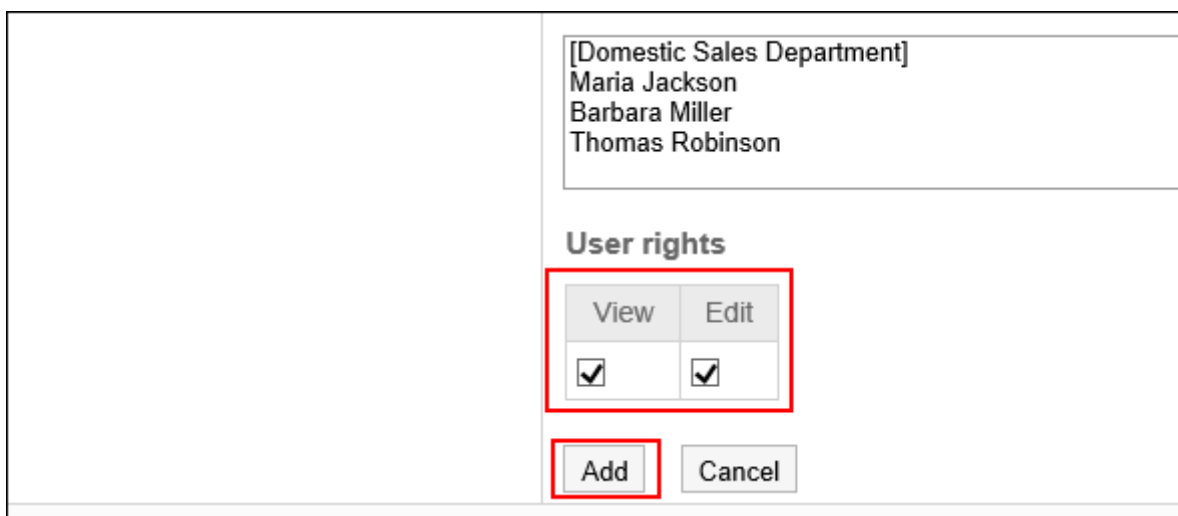 [Domestic Sales Department]
Maria Jackson
Barbara Miller
Thomas Robinson
User rights
View Edit
Add Cancel